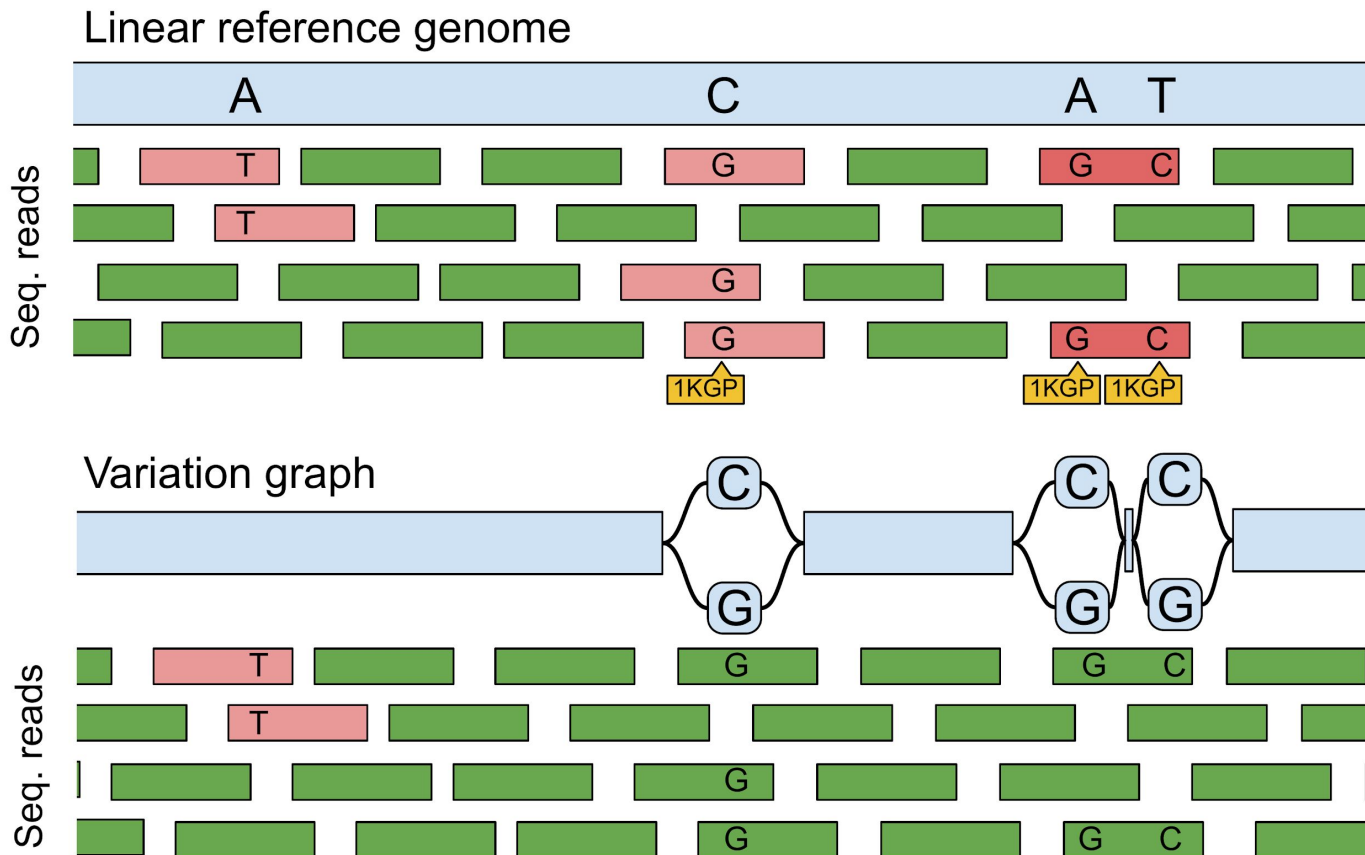 Linear reference genome
A C A T
Seq. reads
T G G C
T
G
G G C
1KGP 1KGP 1KGP
Variation graph
C C C
G G G
Seq. reads
T G G C
T
G
G G C